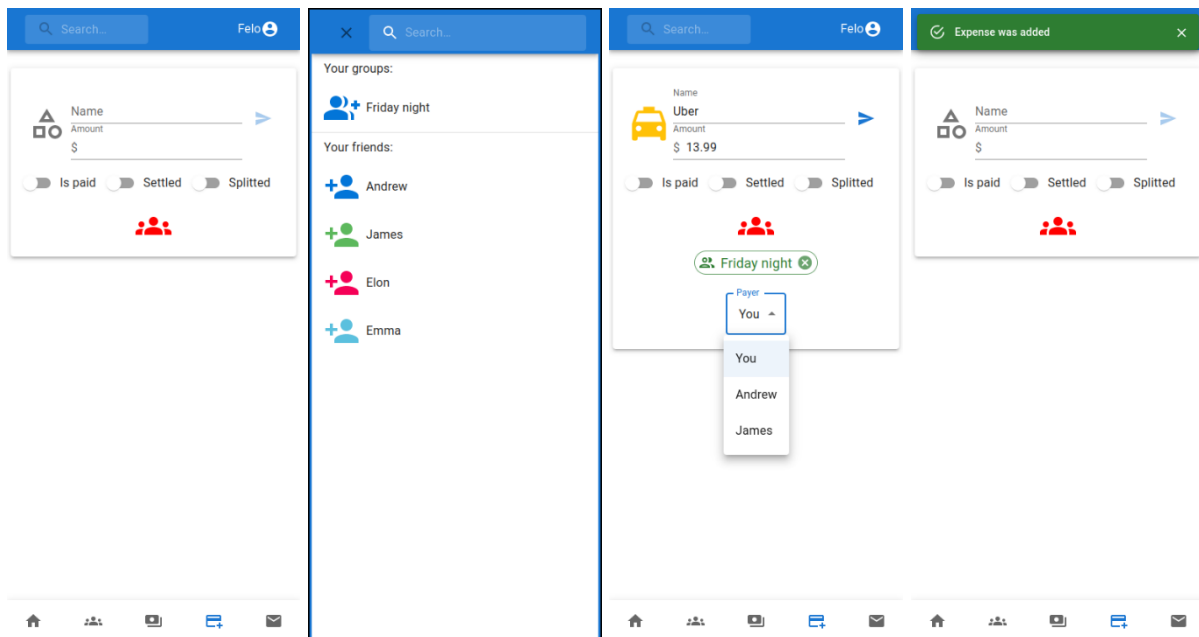 Search...
Felo
Name
Amount
$
Is paid
Settled
Splitted
Search...
Your groups:
Friday night
Your friends:
Andrew
James
Elon
Emma
Search...
Felo
Name
Uber
Amount
$ 13.99
Is paid
Settled
Splitted
Friday night
Payer
You
You
Andrew
James
Expense was added
Name
Amount
$
Is paid
Settled
Splitted